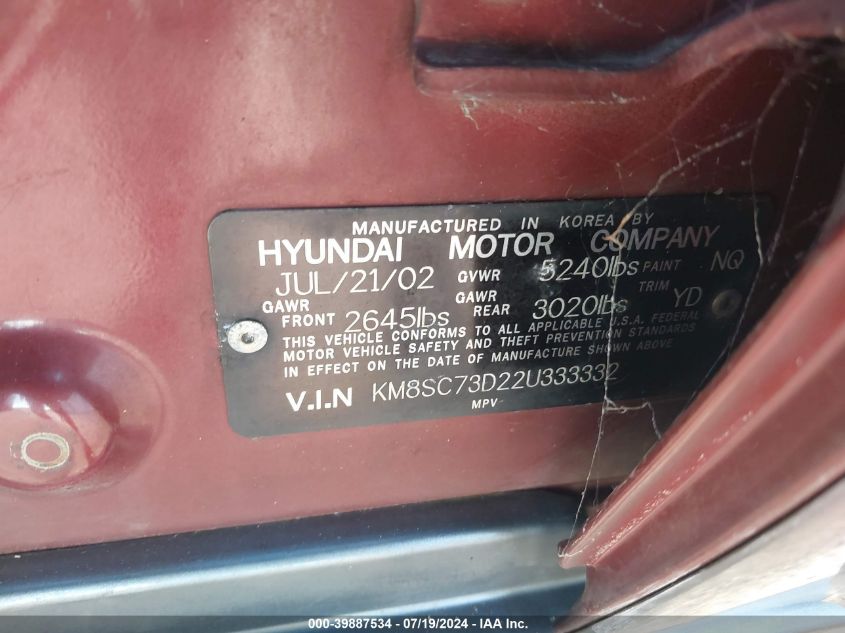 MANUFACTURED IN KOREA BY
HYUNDAI MOTOR COMPANY
JUL/21/02 GVWR 5240lbs PAINT NQ
GAWR FRONT 2645lbs GAWR REAR 3020lbs TRIM YD
THIS VEHICLE CONFORMS TO ALL APPLICABLE U.S.A. FEDERAL
MOTOR VEHICLE SAFETY AND THEFT PREVENTION STANDARDS
IN EFFECT ON THE DATE OF MANUFACTURE SHOWN ABOVE
V.I.N KM8SC73D22U333332
MPV
000-39887534 - 07/19/2024 - IAA Inc.